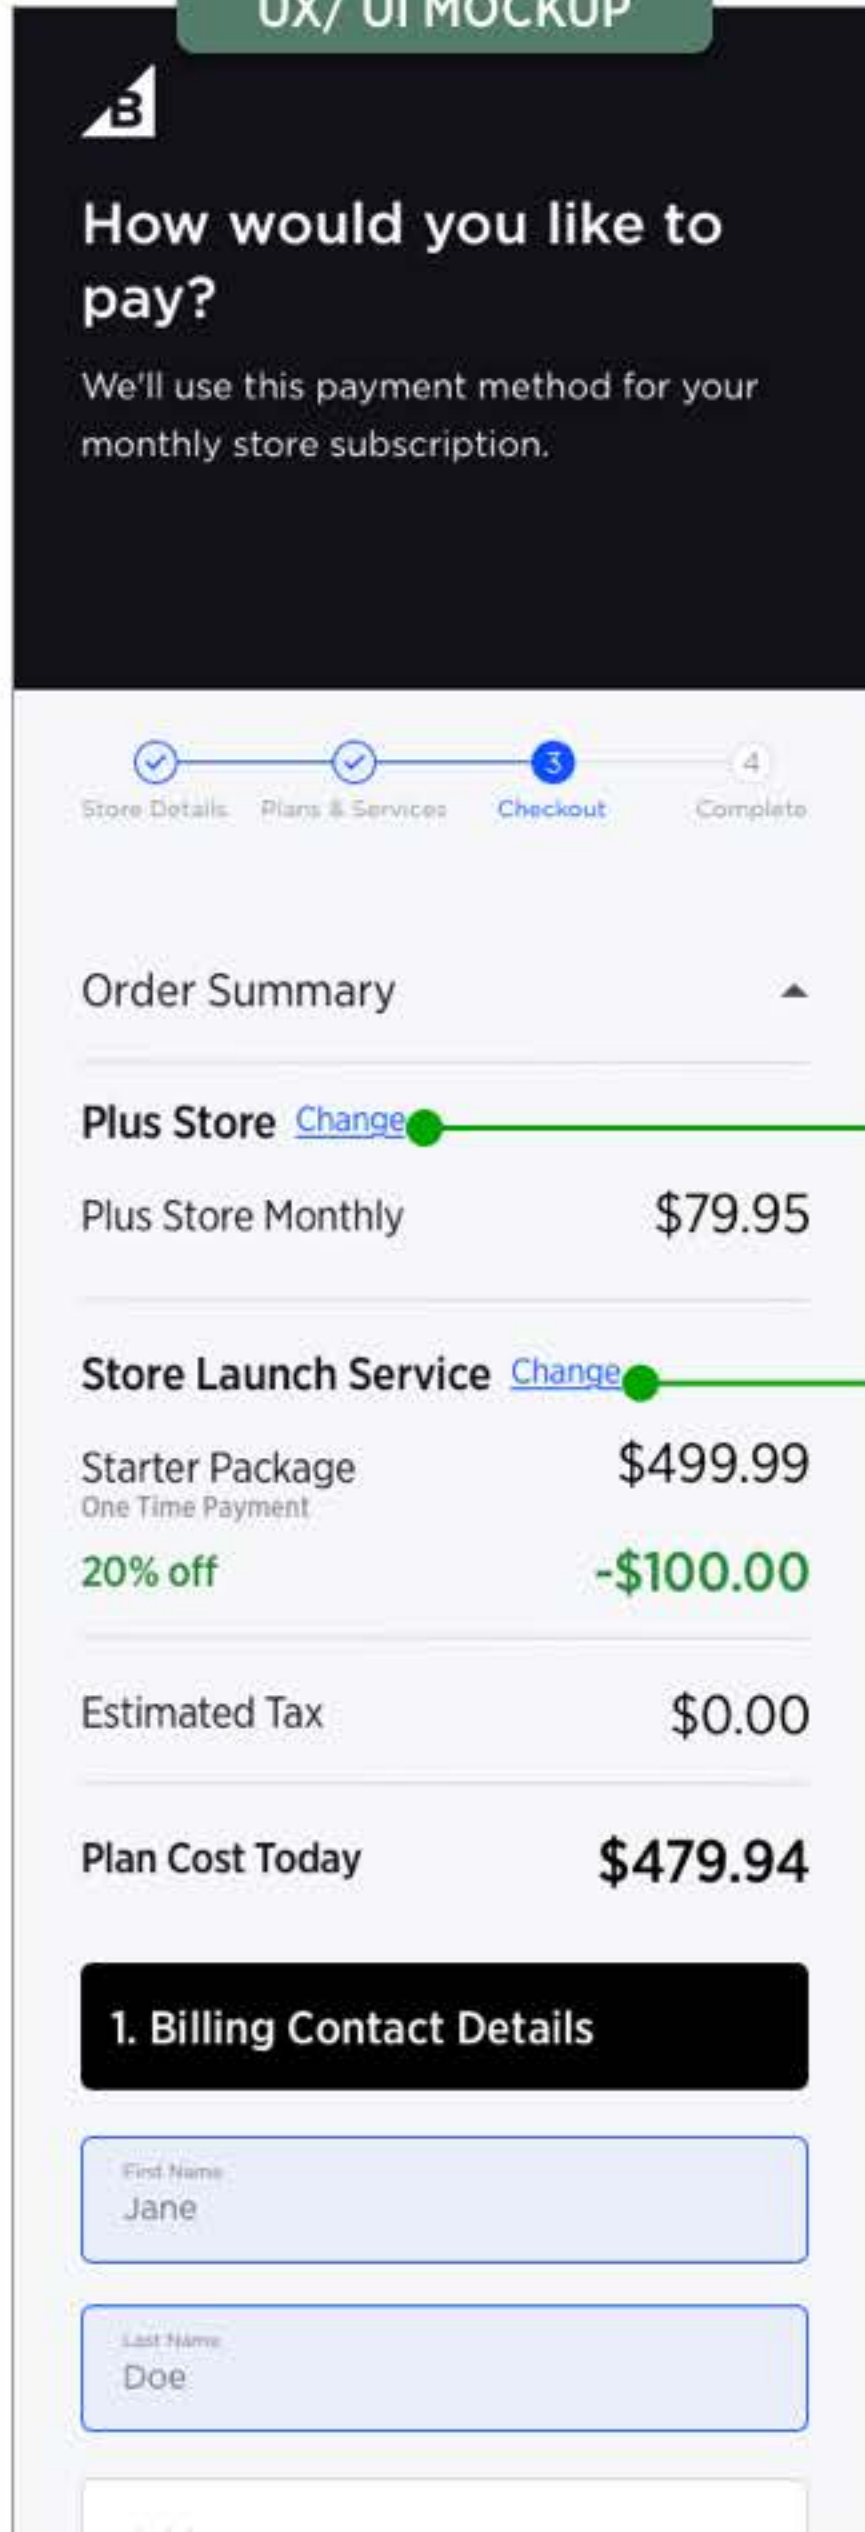 UX/ UI MOCKUP
B
How would you like to
pay?
We'll use this payment method for your
monthly store subscription.
3 4
Store Details Plans & Services Checkout Complete
Order Summary
Plus Store Change
Plus Store Monthly $79.95
Store Launch Service Change
Starter Package $499.99
One Time Payment
20% off -$100.00
Estimated Tax $0.00
Plan Cost Today $479.94
1. Billing Contact Details
First Name
Jane
Last Name
Doe